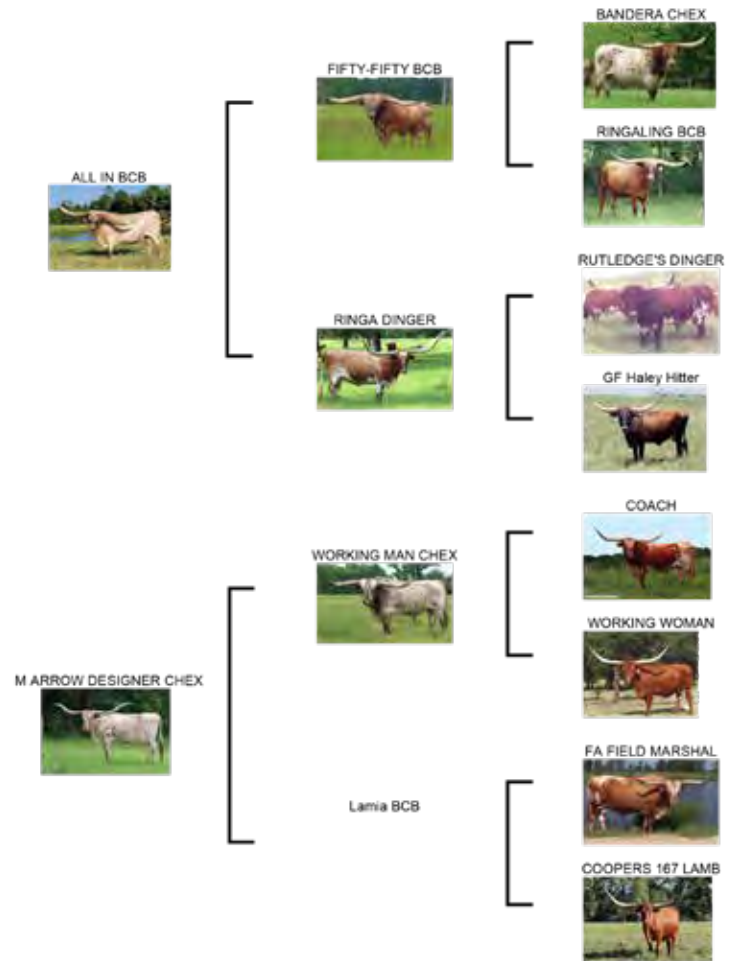 BANDERA CHEX
FIFTY-FIFTY BCB
RINGALING BCB
ALL IN BCB
RUTLEDGE'S DINGER
RINGA DINGER
GF Haley Hitter
COACH
WORKING MAN CHEX
WORKING WOMAN
M ARROW DESIGNER CHEX
FA FIELD MARSHAL
Lamia BCB
COOPERS 167 LAMB